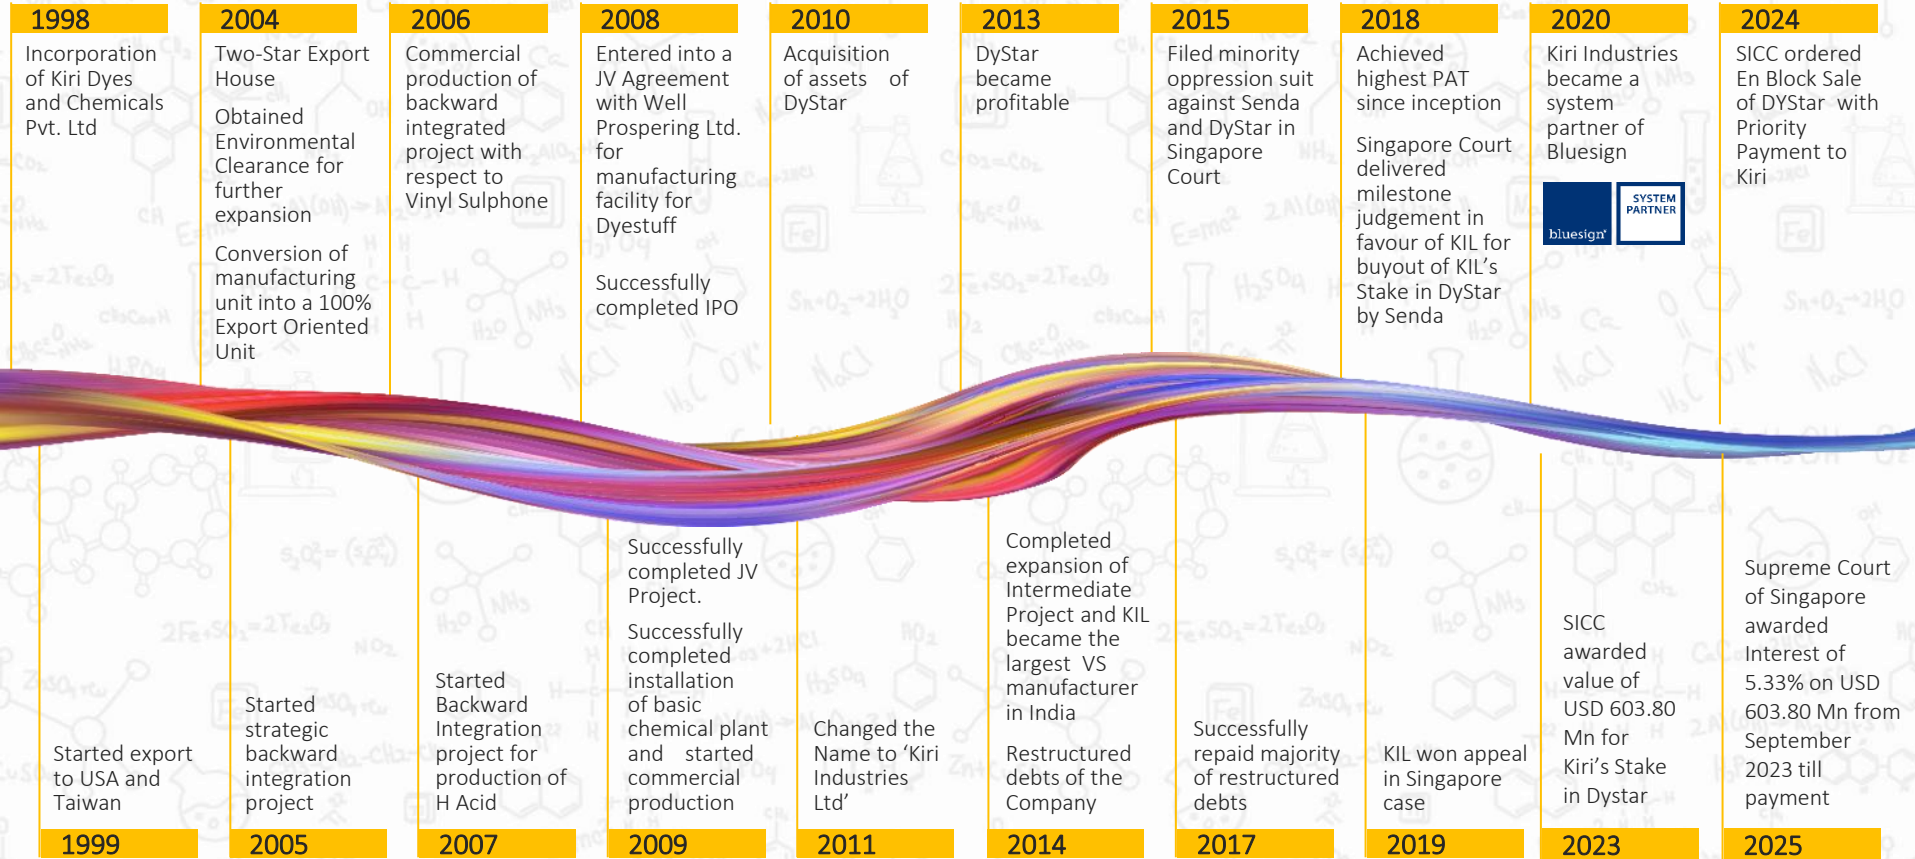 1998
Incorporation
of Kiri Dyes
and Chemicals
Pvt. Ltd
2004
Two-Star Export
House
Obtained
Environmental
Clearance for
further
expansion
Conversion of
manufacturing
unit into a 100%
Export Oriented
Unit
2006
Commercial
production of
backward
integrated
project with
respect to
Vinyl Sulphone
2008
Entered into a
JV Agreement
with Well
Prospering Ltd.
for
manufacturing
facility for
Dyestuff
Successfully
completed IPO
2010
Acquisition
of assets of
DyStar
2013
DyStar
became
profitable
2015
Filed minority
oppression suit
against Senda
and DyStar in
Singapore
Court
2018
Achieved
highest PAT
since inception
Singapore Court
delivered
milestone
judgement in
favour of KIL for
buyout of KIL’s
Stake in DyStar
by Senda
2020
Kiri Industries
became a
system
partner of
Bluesign
bluesign®
SYSTEM
PARTNER
2024
SICC ordered
En Block Sale
of DYStar with
Priority
Payment to
Kiri
Started export
to USA and
Taiwan
1999
Started
strategic
backward
integration
project
2005
Started
Backward
Integration
project for
production of
H Acid
2007
Successfully
completed JV
Project.
Successfully
completed
installation
of basic
chemical plant
and started
commercial
production
2009
Changed the
Name to ‘Kiri
Industries
Ltd’
2011
Completed
expansion of
Intermediate
Project and KIL
became the
largest VS
manufacturer
in India
Restructured
debts of the
Company
2014
Successfully
repaid majority
of restructured
debts
2017
KIL won appeal
in Singapore
case
2019
SICC
awarded
value of
USD 603.80
Mn for
Kiri’s Stake
in Dystar
2023
Supreme Court
of Singapore
awarded
Interest of
5.33% on USD
603.80 Mn from
September
2023 till
payment
2025